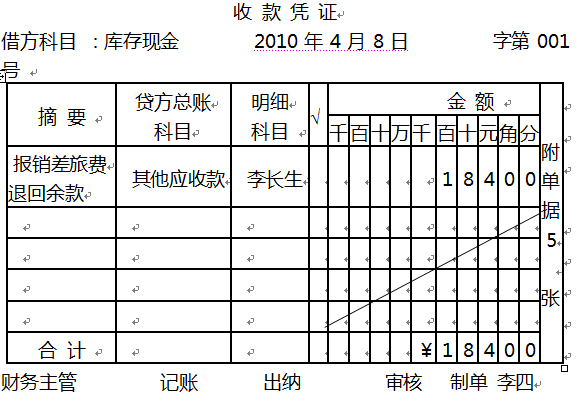 收 款 凭 证
借方科目 ：库存现金 2010 年 4 月 8 日 字第 001
号
摘 要 贷方总账科目 明细科目 √ 金 额
千 百 十 万 千 百 十 元 角 分
报销差旅费退回余款 其他应收款 李长生 1 8 4 0 0
合 计 ¥ 1 8 4 0 0
附单据 5 张
财务主管 记账 出纳 审核 制单 李四